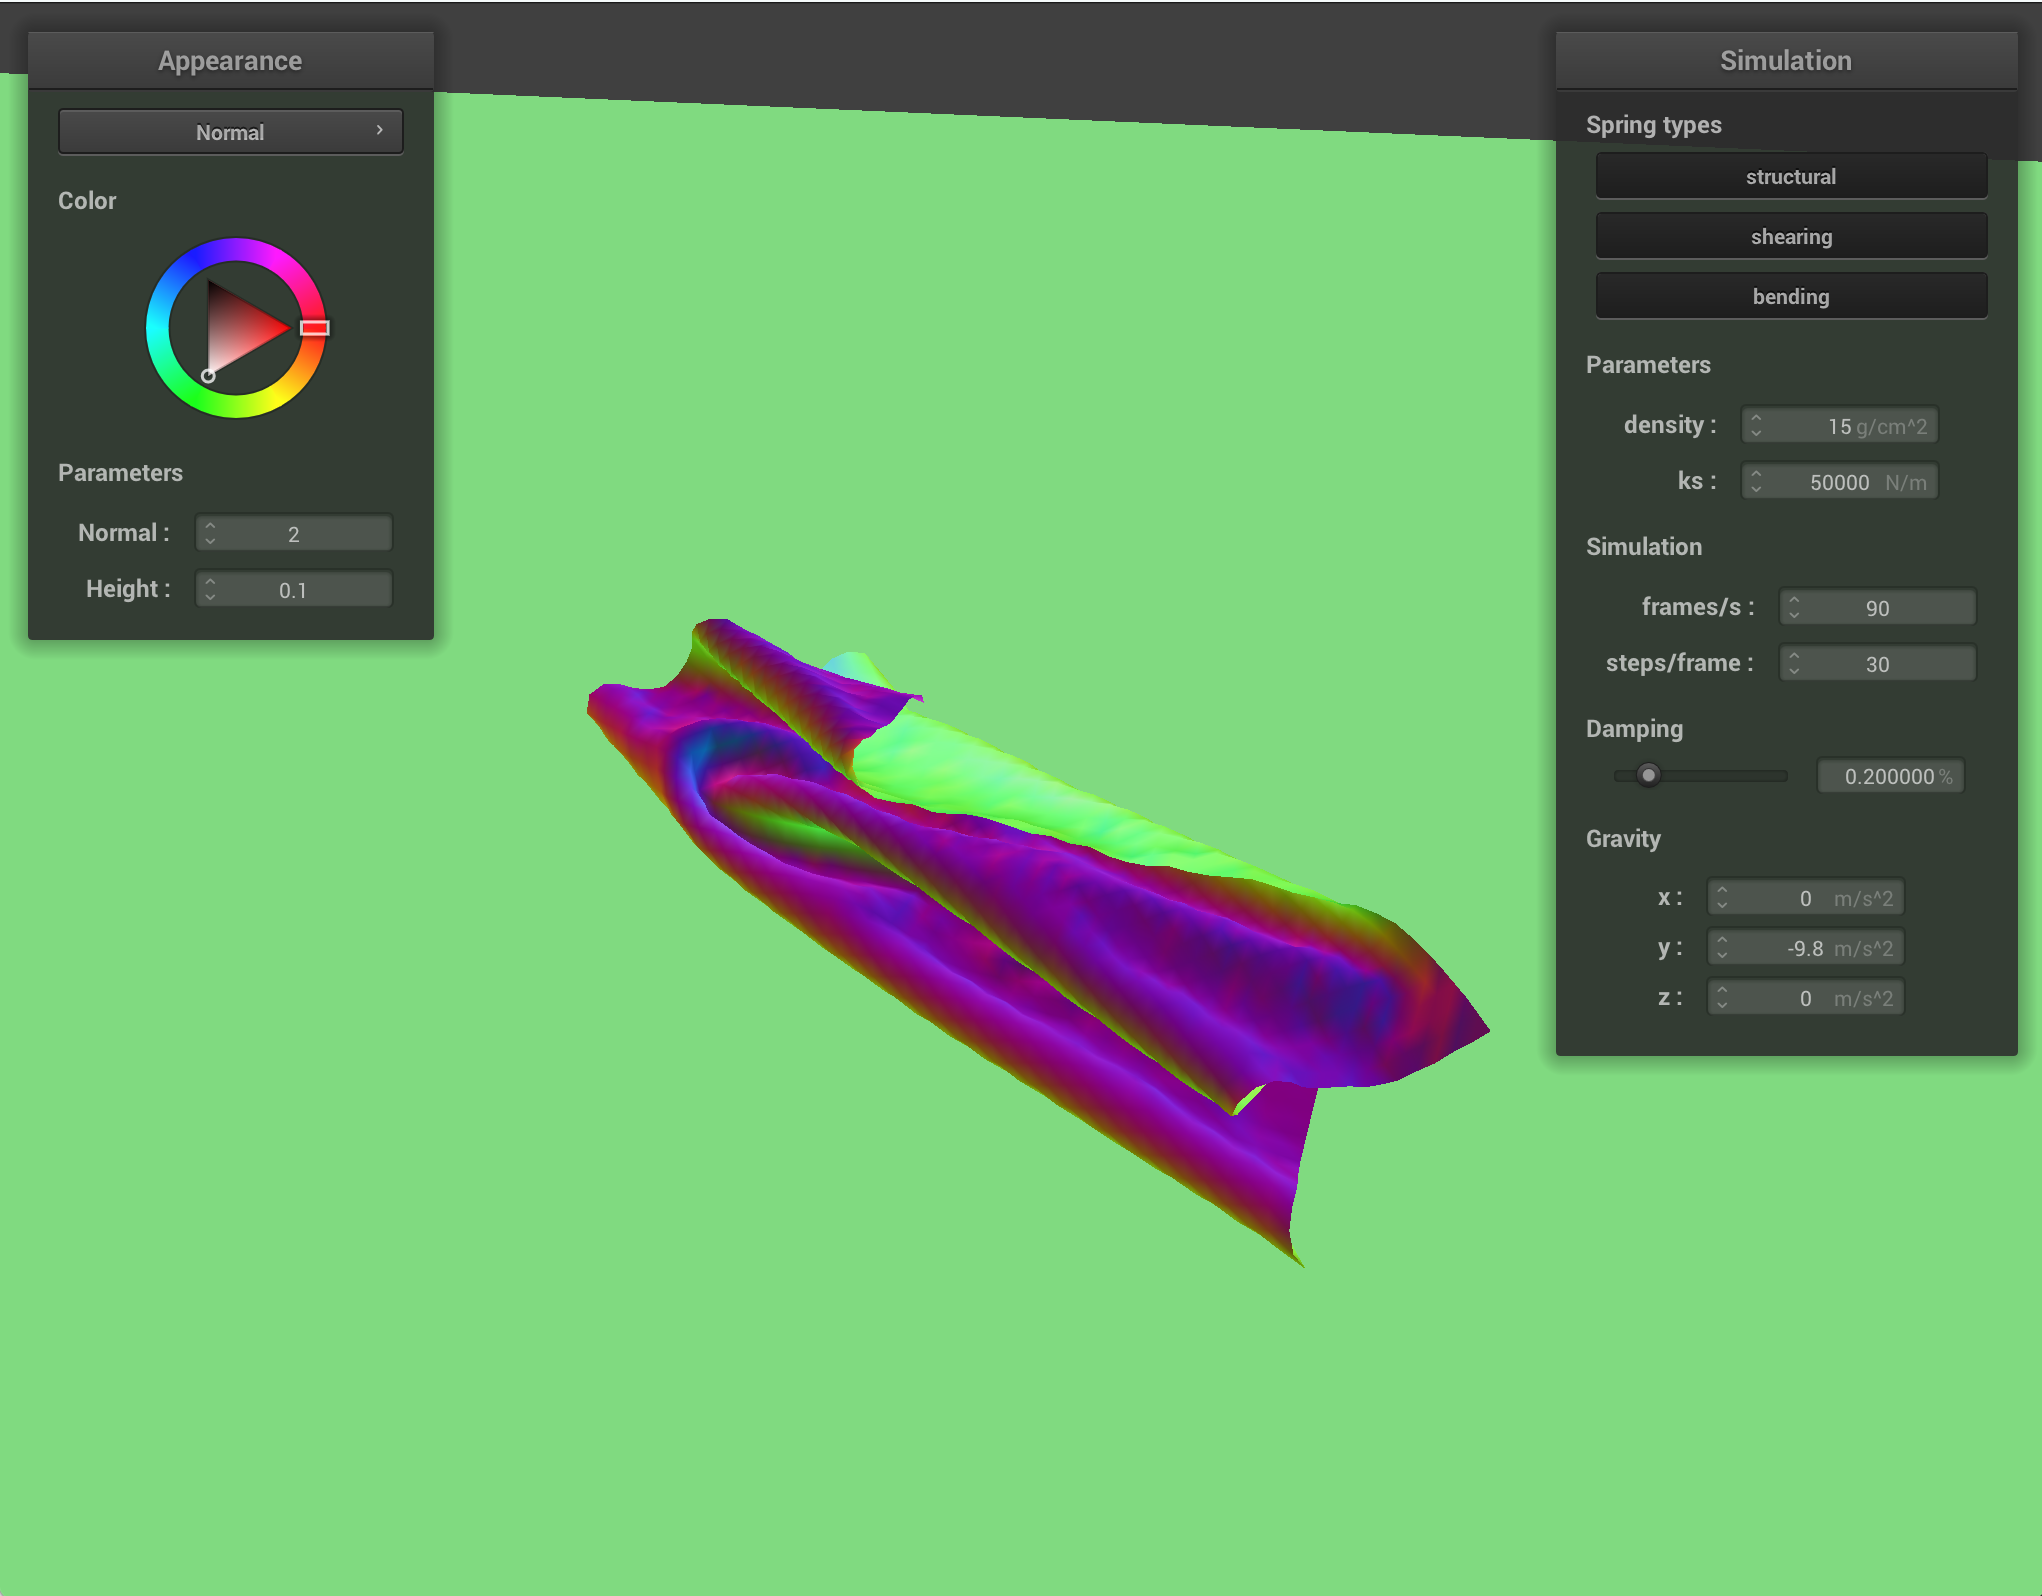 Appearance
Normal
Color
Parameters
Normal : 2
Height : 0.1
Simulation
Spring types
structural
shearing
bending
Parameters
density : 15 g/cm^2
ks : 50000 N/m
Simulation
frames/s : 90
steps/frame : 30
Damping
0.200000 %
Gravity
x : 0 m/s^2
y : -9.8 m/s^2
z : 0 m/s^2